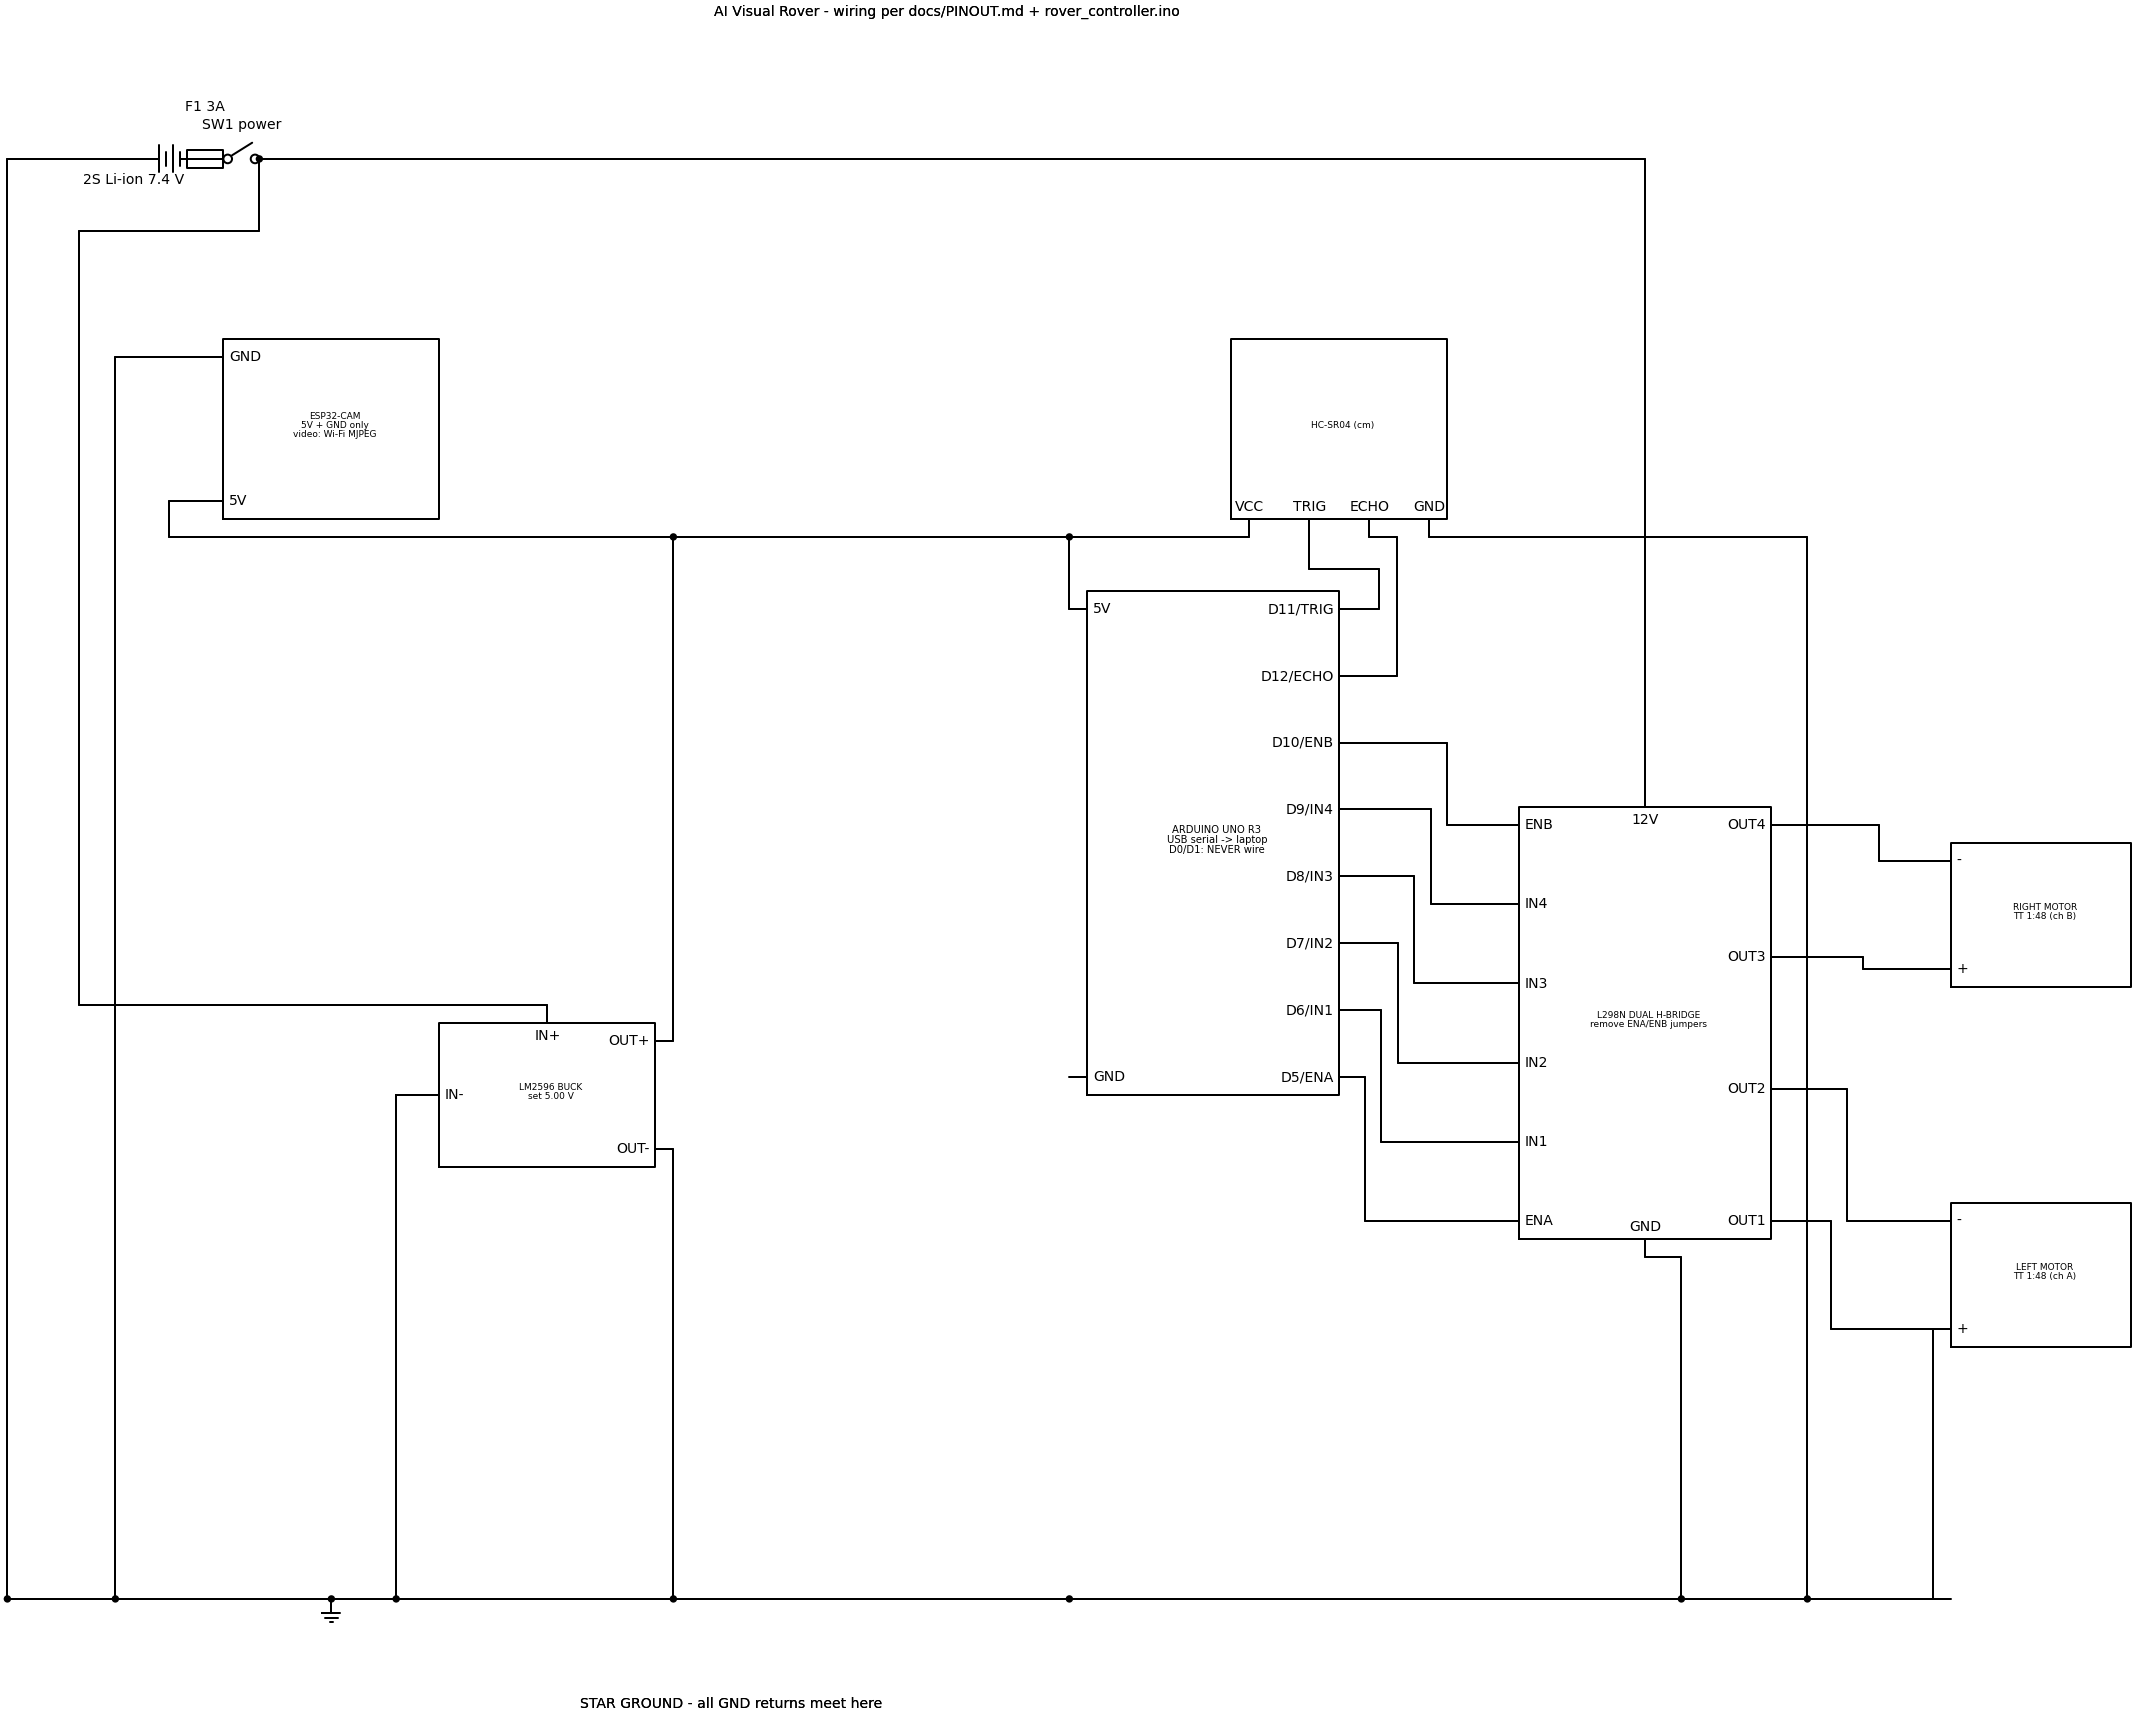 AI Visual Rover - wiring per docs/PINOUT.md + rover_controller.ino
F1 3A
SW1 power
2S Li-ion 7.4 V
GND
ESP32-CAM
5V + GND only
video: Wi-Fi MJPEG
5V
HC-SR04 (cm)
VCC TRIG ECHO GND
5V
D11/TRIG
D12/ECHO
D10/ENB
D9/IN4
ARDUINO UNO R3
USB serial -> laptop
D0/D1: NEVER wire
D8/IN3
D7/IN2
D6/IN1
GND
D5/ENA
12V
ENB
OUT4
IN4
OUT3
IN3
L298N DUAL H-BRIDGE
remove ENA/ENB jumpers
IN2
OUT2
IN1
ENA
GND
OUT1
-
RIGHT MOTOR
TT 1:48 (ch B)
+
-
LEFT MOTOR
TT 1:48 (ch A)
+
IN+
OUT+
IN-
LM2596 BUCK
set 5.00 V
OUT-
STAR GROUND - all GND returns meet here